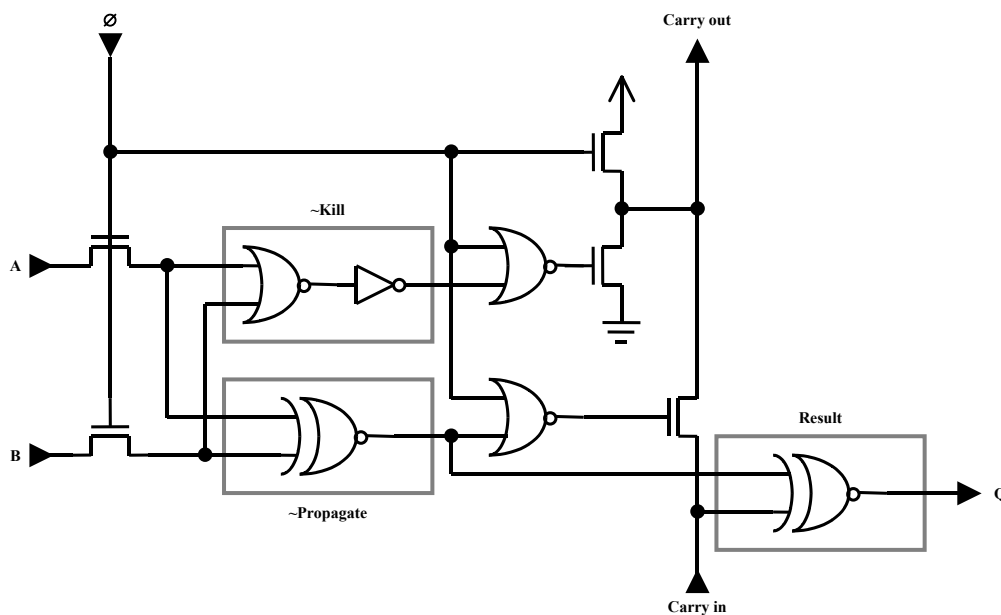 Ø
Carry out
~Kill
A
Result
B
Q
~Propagate
Carry in